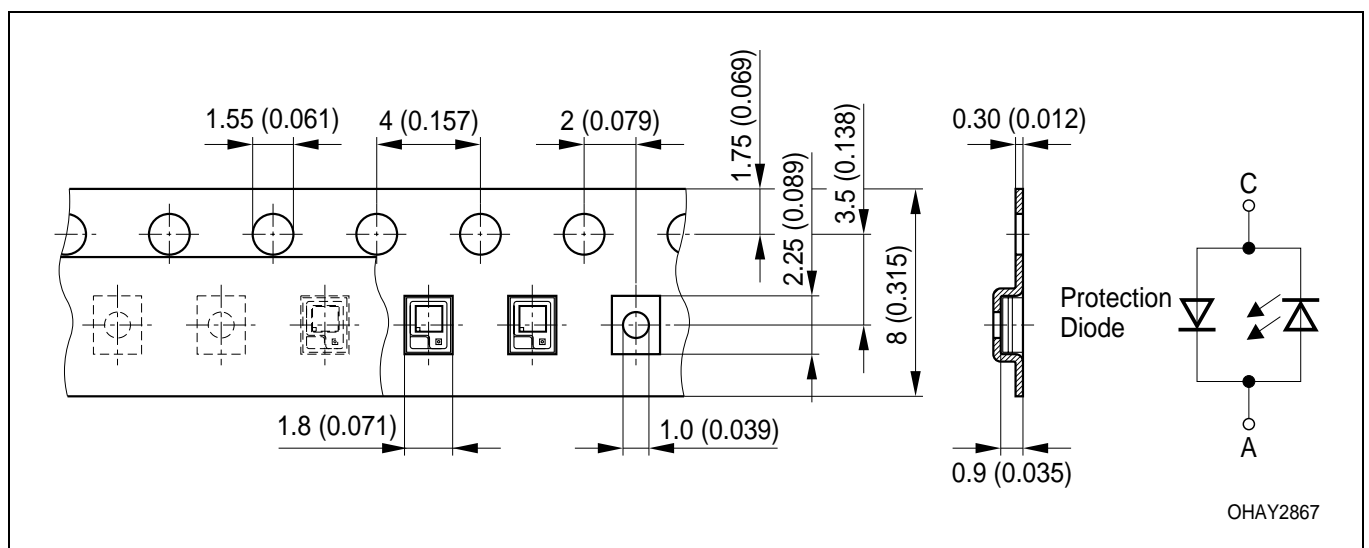 1.55 (0.061)
4 (0.157)
2 (0.079)
1.75 (0.069)
3.5 (0.138)
2.25 (0.089)
8 (0.315)
1.8 (0.071)
1.0 (0.039)
0.30 (0.012)
0.9 (0.035)
C
Protection
Diode
A
OHAY2867